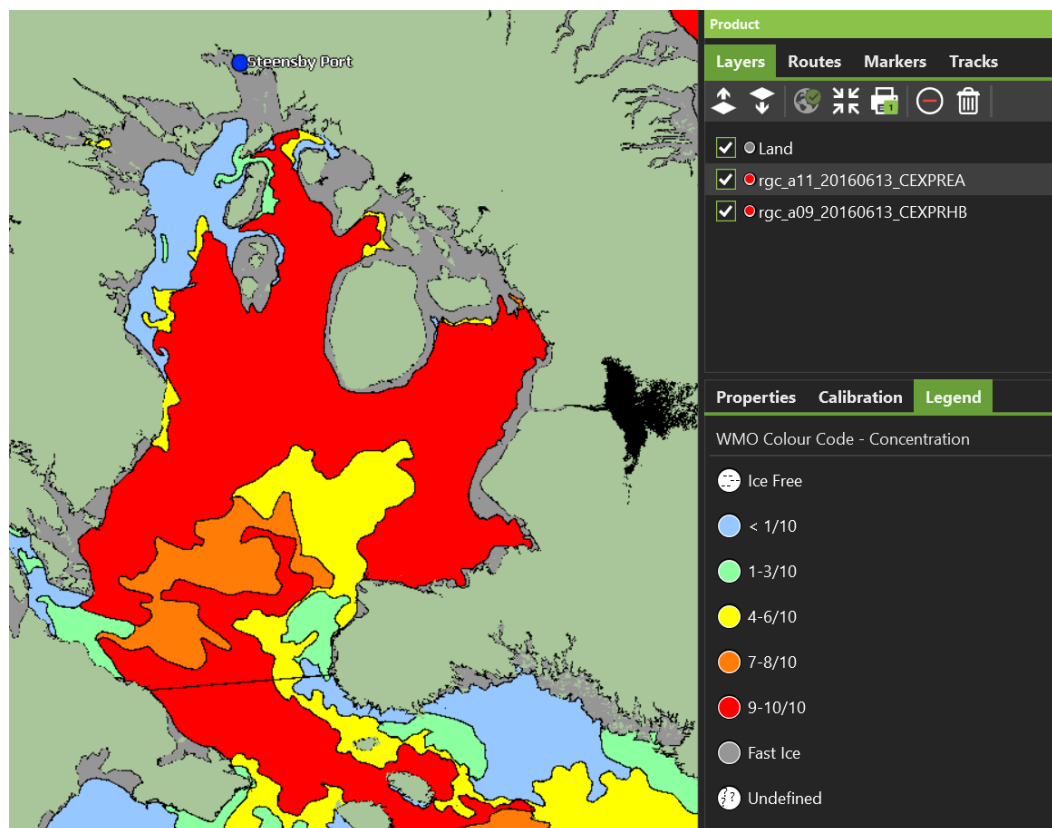 Steensby Port
Product
Layers Routes Markers Tracks
E 1
Land
rgc_a11_20160613_CEXPREA
rgc_a09_20160613_CEXPRHB
Properties Calibration Legend
WMO Colour Code - Concentration
Ice Free
< 1/10
1-3/10
4-6/10
7-8/10
9-10/10
Fast Ice
? Undefined